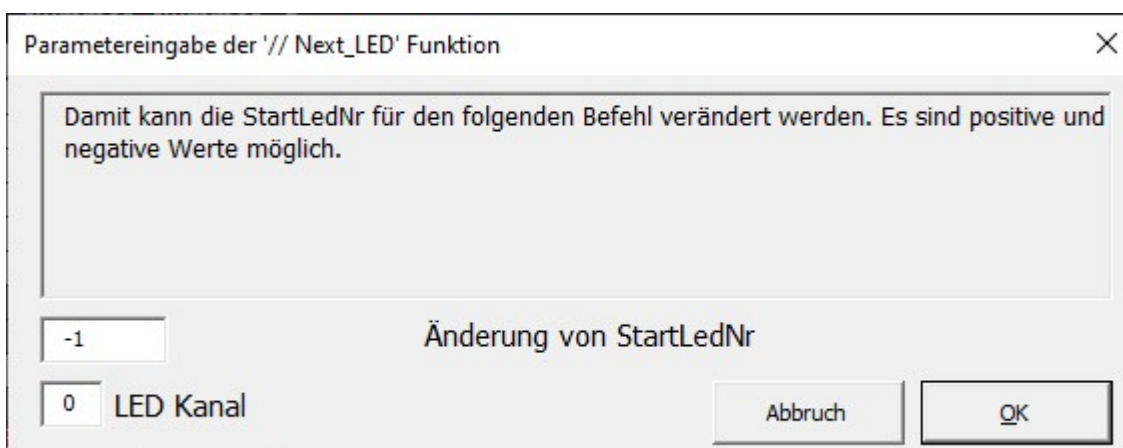 Parametereingabe der '// Next_LED' Funktion
Damit kann die StartLedNr für den folgenden Befehl verändert werden. Es sind positive und
negative Werte möglich.
-1 Änderung von StartLedNr
0 LED Kanal Abbruch OK